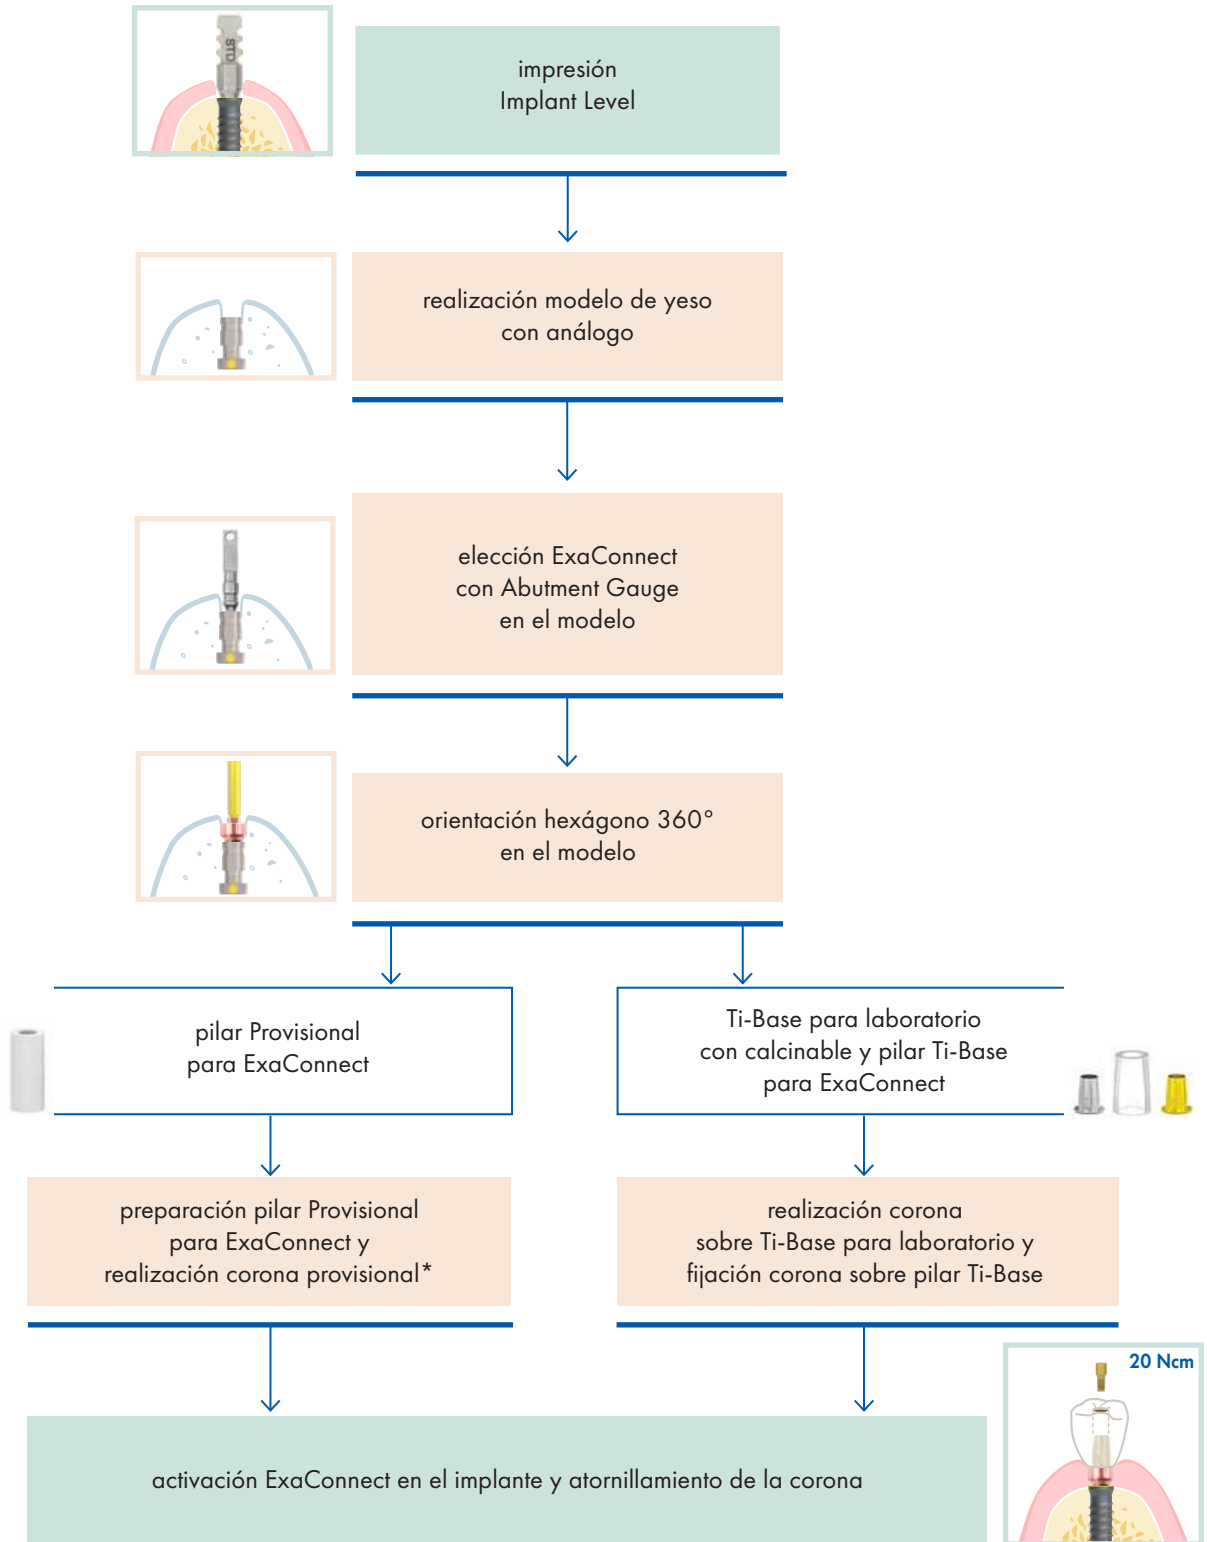 STD
impresión
Implant Level
realización modelo de yeso
con análogo
elección ExaConnect
con Abutment Gauge
en el modelo
orientación hexágono 360°
en el modelo
pilar Provisional
para ExaConnect
Ti-Base para laboratorio
con calcinable y pilar Ti-Base
para ExaConnect
preparación pilar Provisional
para ExaConnect y
realización corona provisional*
realización corona
sobre Ti-Base para laboratorio y
fijación corona sobre pilar Ti-Base
20 Ncm
activación ExaConnect en el implante y atornillamiento de la corona